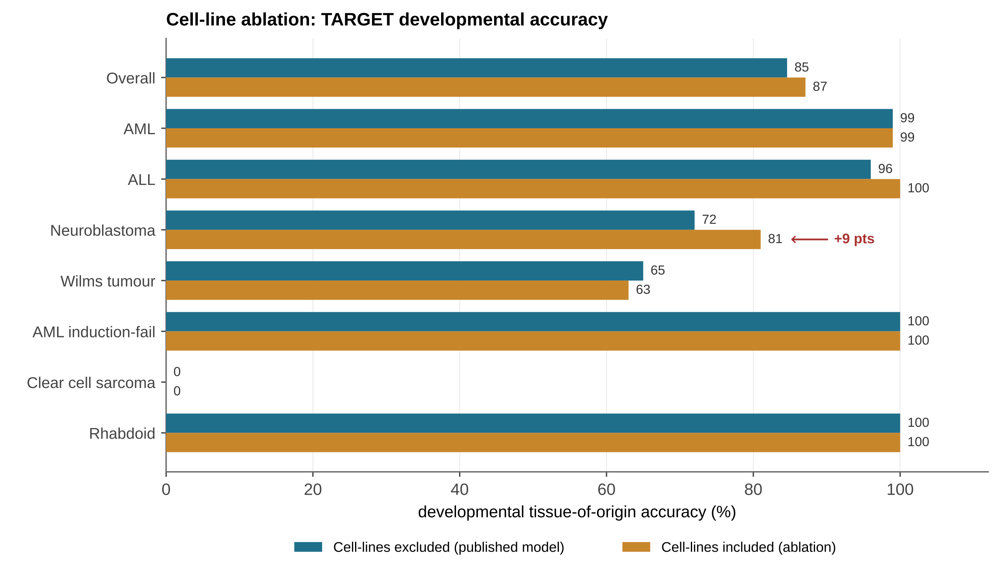 Cell-line ablation: TARGET developmental accuracy
Overall
85
87
AML
99
99
ALL
96
100
Neuroblastoma
72
81
+9 pts
Wilms tumour
65
63
AML induction-fail
100
100
Clear cell sarcoma
0
0
Rhabdoid
100
100
0 20 40 60 80 100
developmental tissue-of-origin accuracy (%)
Cell-lines excluded (published model)
Cell-lines included (ablation)